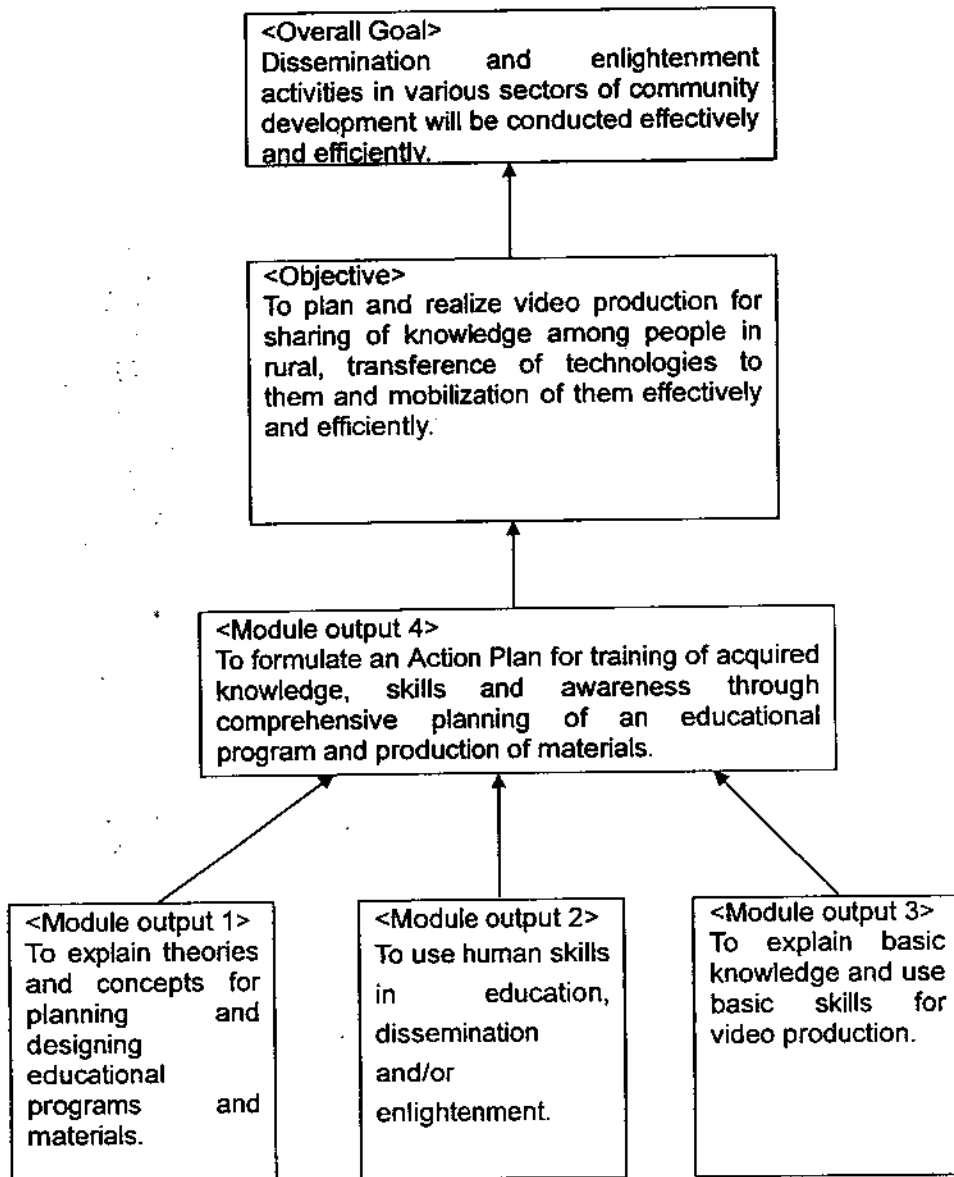 <Overall Goal>
Dissemination and enlightenment
activities in various sectors of community
development will be conducted effectively
and efficiently.
<Objective>
To plan and realize video production for
sharing of knowledge among people in
rural, transference of technologies to
them and mobilization of them effectively
and efficiently.
<Module output 4>
To formulate an Action Plan for training of acquired
knowledge, skills and awareness through
comprehensive planning of an educational
program and production of materials.
<Module output 1>
To explain theories
and concepts for
planning and
designing
educational
programs and
materials.
<Module output 2>
To use human skills
in education,
dissemination
and/or
enlightenment.
<Module output 3>
To explain basic
knowledge and use
basic skills for
video production.